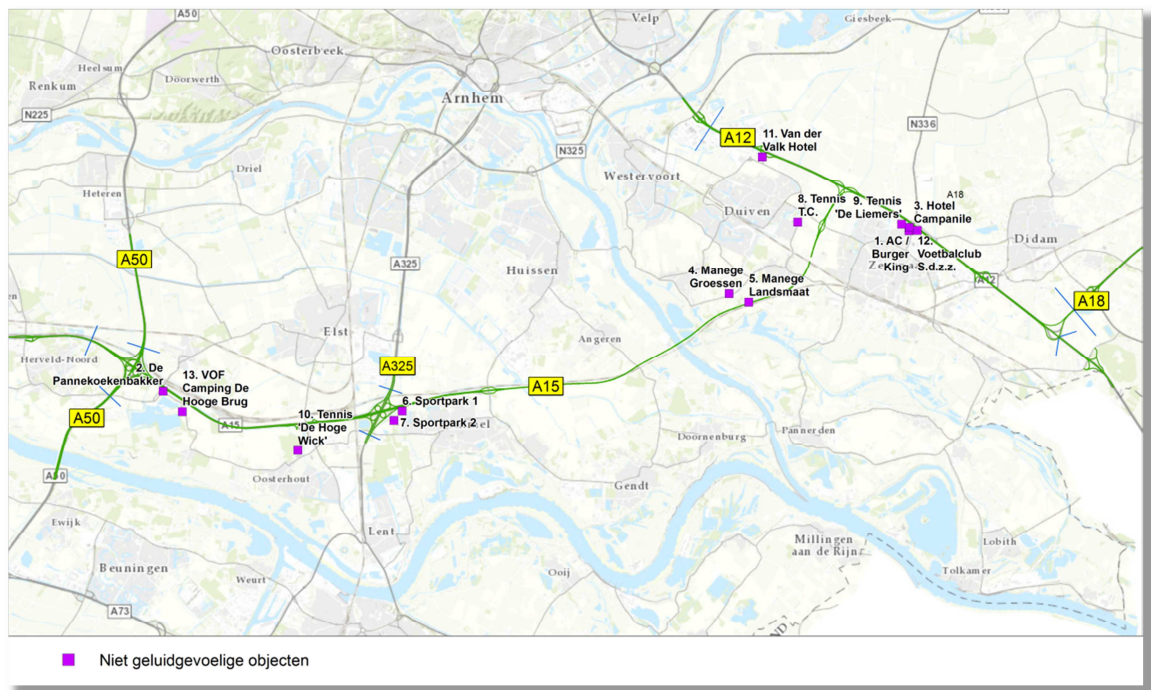 A50
Velp
Giesbeek
Oosterbeek
Heelsum
Doorwerth
Renkum
Arnhem
N225
N336
A12
11. Van der
Valk Hotel
N325
Driel
Westervoort
Heteren
8. Tennis
T.C.
9. Tennis
'De Liemers'
A18
3. Hotel
Campanile
Duiven
1. AC /
Burger
King
12.
Voetbalclub
S.d.z.z.
Didam
A50
A325
Huissen
4. Manege
Groessen
5. Manege
Landsmaat
A12
A18
Elst
Angeren
Herveld-Noord
2. De
Pannekoekenbakker
13. VOF
Camping De
Hooge Brug
A325
A15
A50
A15
10. Tennis
'De Hoge
Wick'
6. Sportpark 1
7. Sportpark 2
Doornenburg
Pannerden
A50
Oosterhout
Gendt
Ewijk
Lent
Millingen
aan de Rijn
Lobith
Beuningen
Weurt
Ooij
Tolkamer
A73
Niet geluidgevoelige objecten